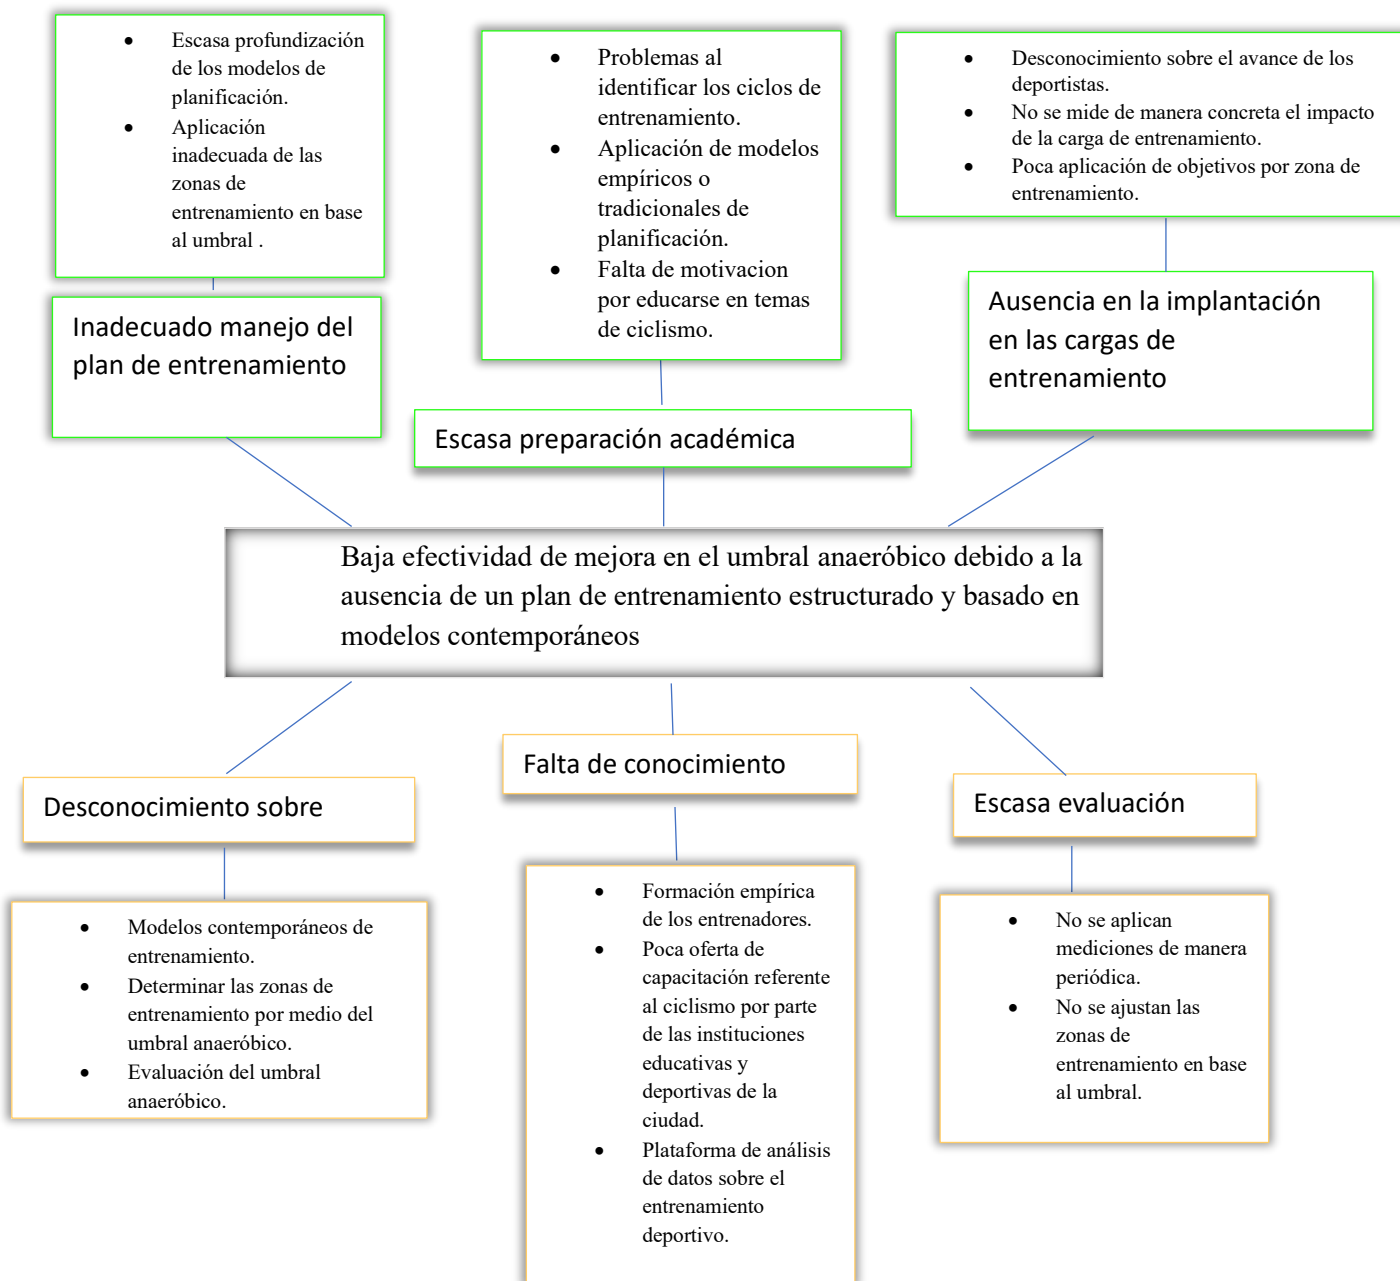 • Escasa profundización
de los modelos de
planificación.
• Aplicación
inadecuada de las
zonas de
entrenamiento en base
al umbral .
• Problemas al
identificar los ciclos de
entrenamiento.
• Aplicación de modelos
empíricos o
tradicionales de
planificación.
• Falta de motivacion
por educarse en temas
de ciclismo.
• Desconocimiento sobre el avance de los
deportistas.
• No se mide de manera concreta el impacto
de la carga de entrenamiento.
• Poca aplicación de objetivos por zona de
entrenamiento.
Inadecuado manejo del
plan de entrenamiento
Escasa preparación académica
Ausencia en la implantación
en las cargas de
entrenamiento
Baja efectividad de mejora en el umbral anaeróbico debido a la
ausencia de un plan de entrenamiento estructurado y basado en
modelos contemporáneos
Desconocimiento sobre
Falta de conocimiento
Escasa evaluación
• Modelos contemporáneos de
entrenamiento.
• Determinar las zonas de
entrenamiento por medio del
umbral anaeróbico.
• Evaluación del umbral
anaeróbico.
• Formación empírica
de los entrenadores.
• Poca oferta de
capacitación referente
al ciclismo por parte
de las instituciones
educativas y
deportivas de la
ciudad.
• Plataforma de análisis
de datos sobre el
entrenamiento
deportivo.
• No se aplican
mediciones de manera
periódica.
• No se ajustan las
zonas de
entrenamiento en base
al umbral.